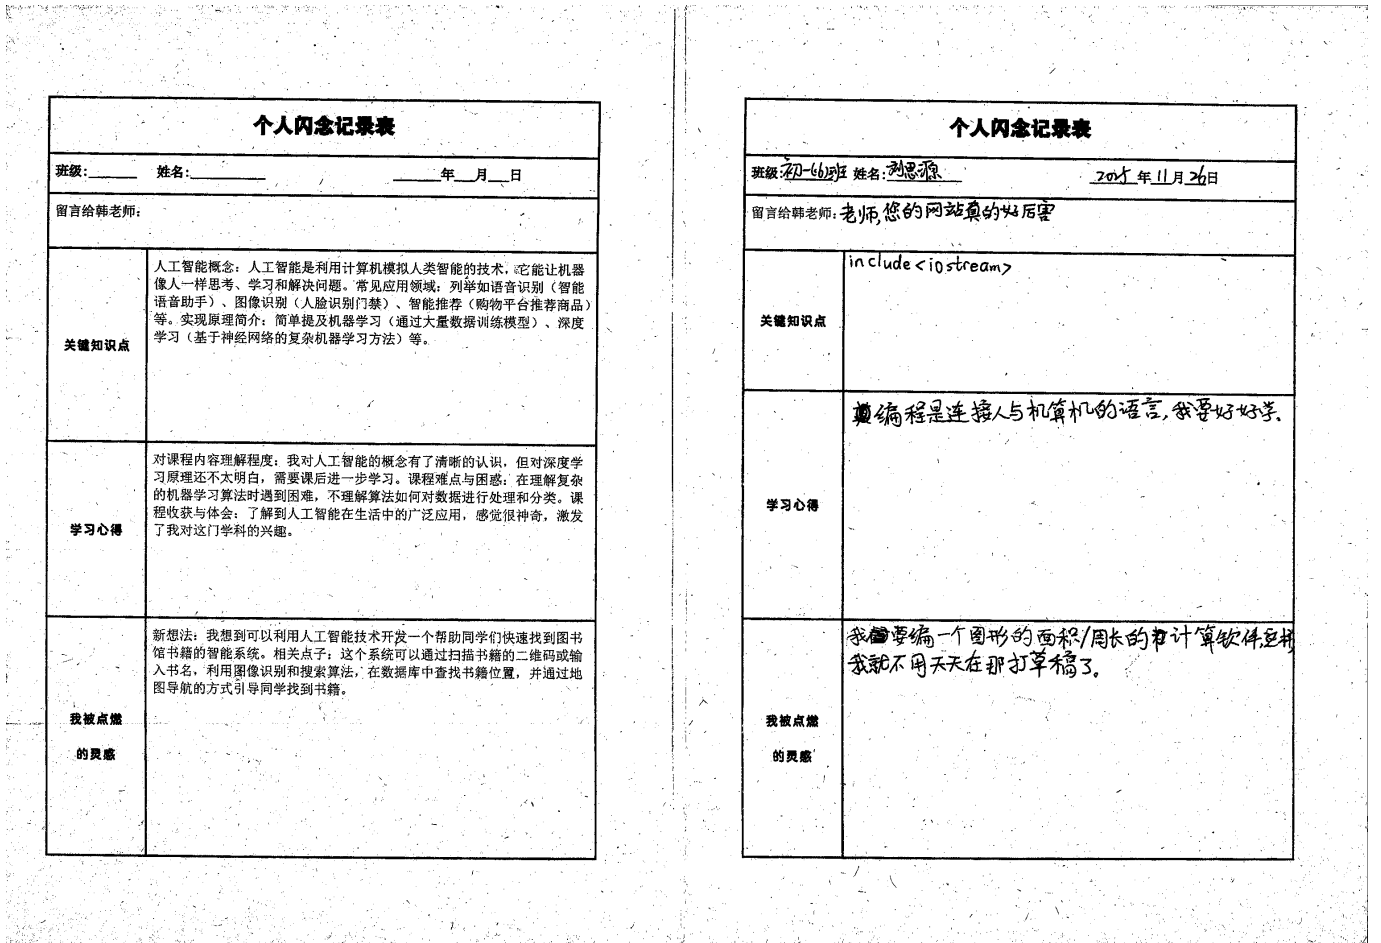 个人闪念记录表
班级:______ 姓名:__________ ______年___月___日
留言给韩老师:
关键知识点
人工智能概念：人工智能是利用计算机模拟人类智能的技术，它能让机器
像人一样思考、学习和解决问题。常见应用领域：列举如语音识别（智能
语音助手）、图像识别（人脸识别门禁）、智能推荐（购物平台推荐商品）
等。实现原理简介：简单提及机器学习（通过大量数据训练模型）、深度
学习（基于神经网络的复杂机器学习方法）等。
学习心得
对课程内容理解程度：我对人工智能的概念有了清晰的认识，但对深度学
习原理还不太明白，需要课后进一步学习。课程难点与困惑：在理解复杂
的机器学习算法时遇到困难，不理解算法如何对数据进行处理和分类。课
程收获与体会：了解到人工智能在生活中的广泛应用，感觉很神奇，激发
了我对这门学科的兴趣。
我被点燃
的灵感
新想法：我想到可以利用人工智能技术开发一个帮助同学们快速找到图书
馆书籍的智能系统。相关点子：这个系统可以通过扫描书籍的二维码或输
入书名，利用图像识别和搜索算法，在数据库中查找书籍位置，并通过地
图导航的方式引导同学找到书籍。
个人闪念记录表
班级:初一(6)班 姓名:刘思源 2025年11月26日
留言给韩老师:老师,您的网站真的好厉害
关键知识点
include<iostream>
学习心得
编程是连接人与机算机的语言,我要好好学.
我被点燃
的灵感
我要编一个图形的面积/周长的计算软件,这样
我就不用天天在那打草稿了。